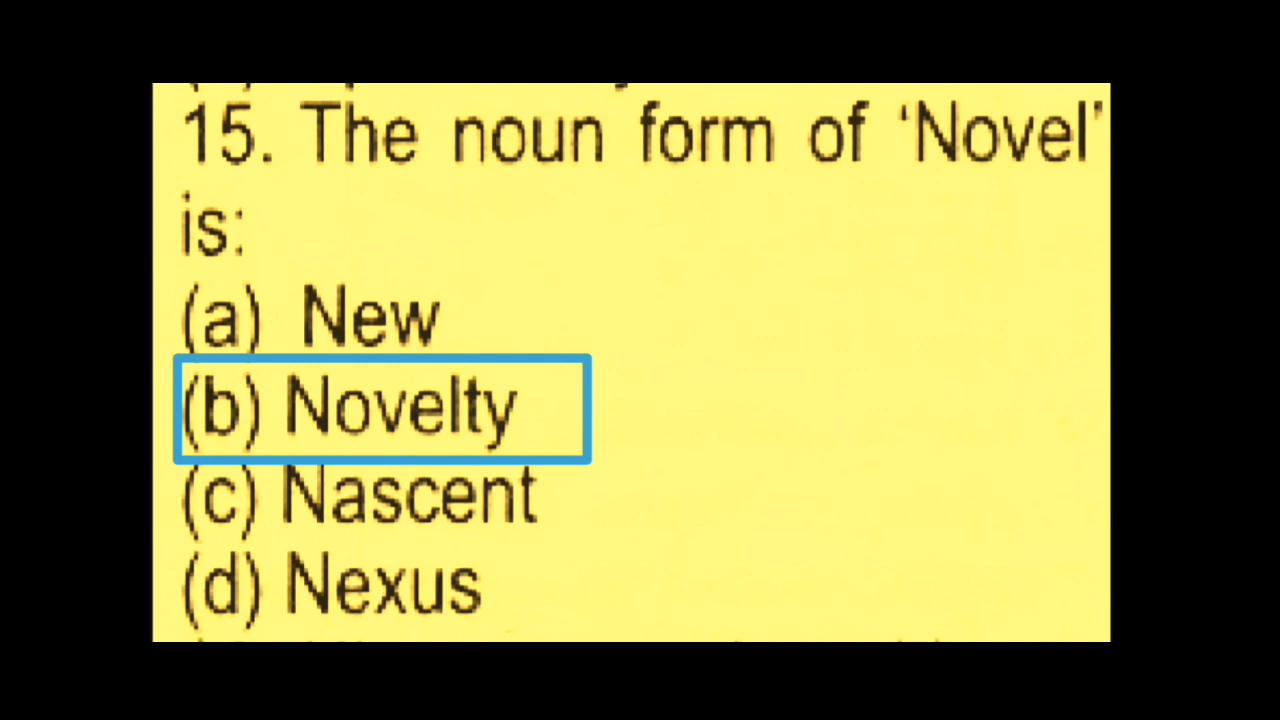 15. The noun form of ‘Novel’
is:
(a) New
(b) Novelty
(c) Nascent
(d) Nexus